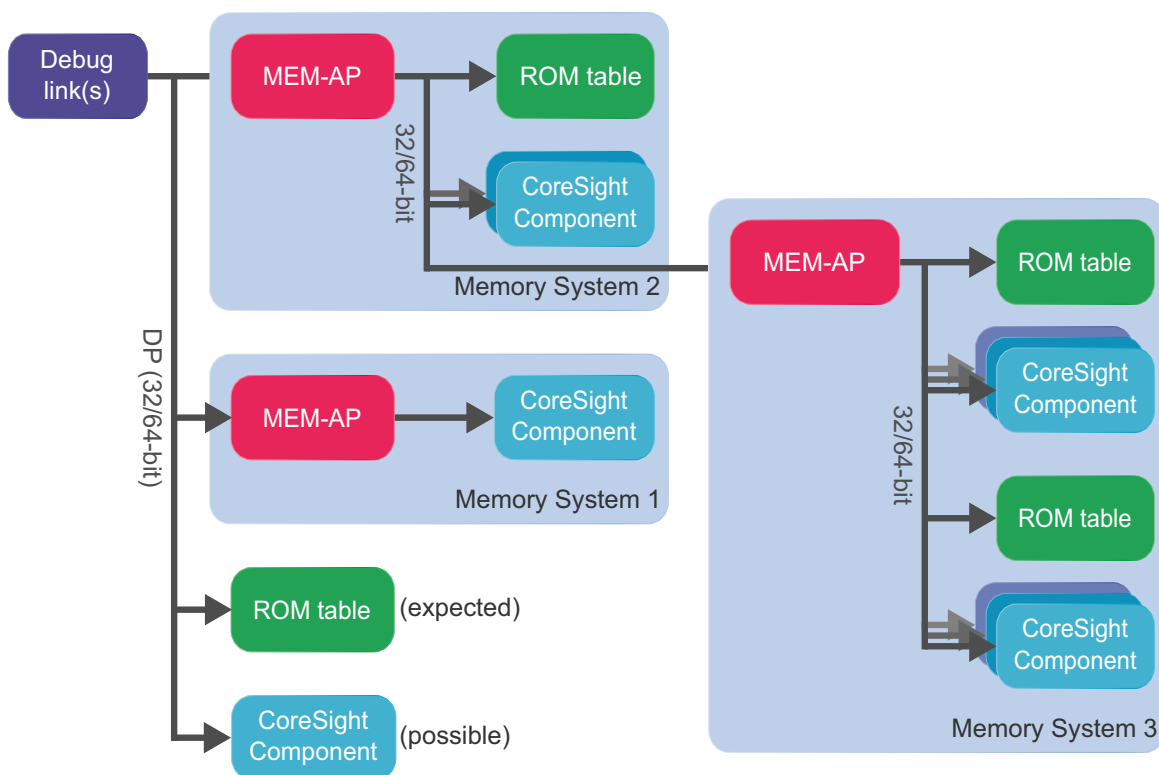 Debug
link(s)
MEM-AP
ROM table
32/64-bit
CoreSight
Component
Memory System 2
MEM-AP
ROM table
CoreSight
Component
32/64-bit
ROM table
CoreSight
Component
Memory System 3
DP (32/64-bit)
MEM-AP
CoreSight
Component
Memory System 1
ROM table
(expected)
CoreSight
Component
(possible)